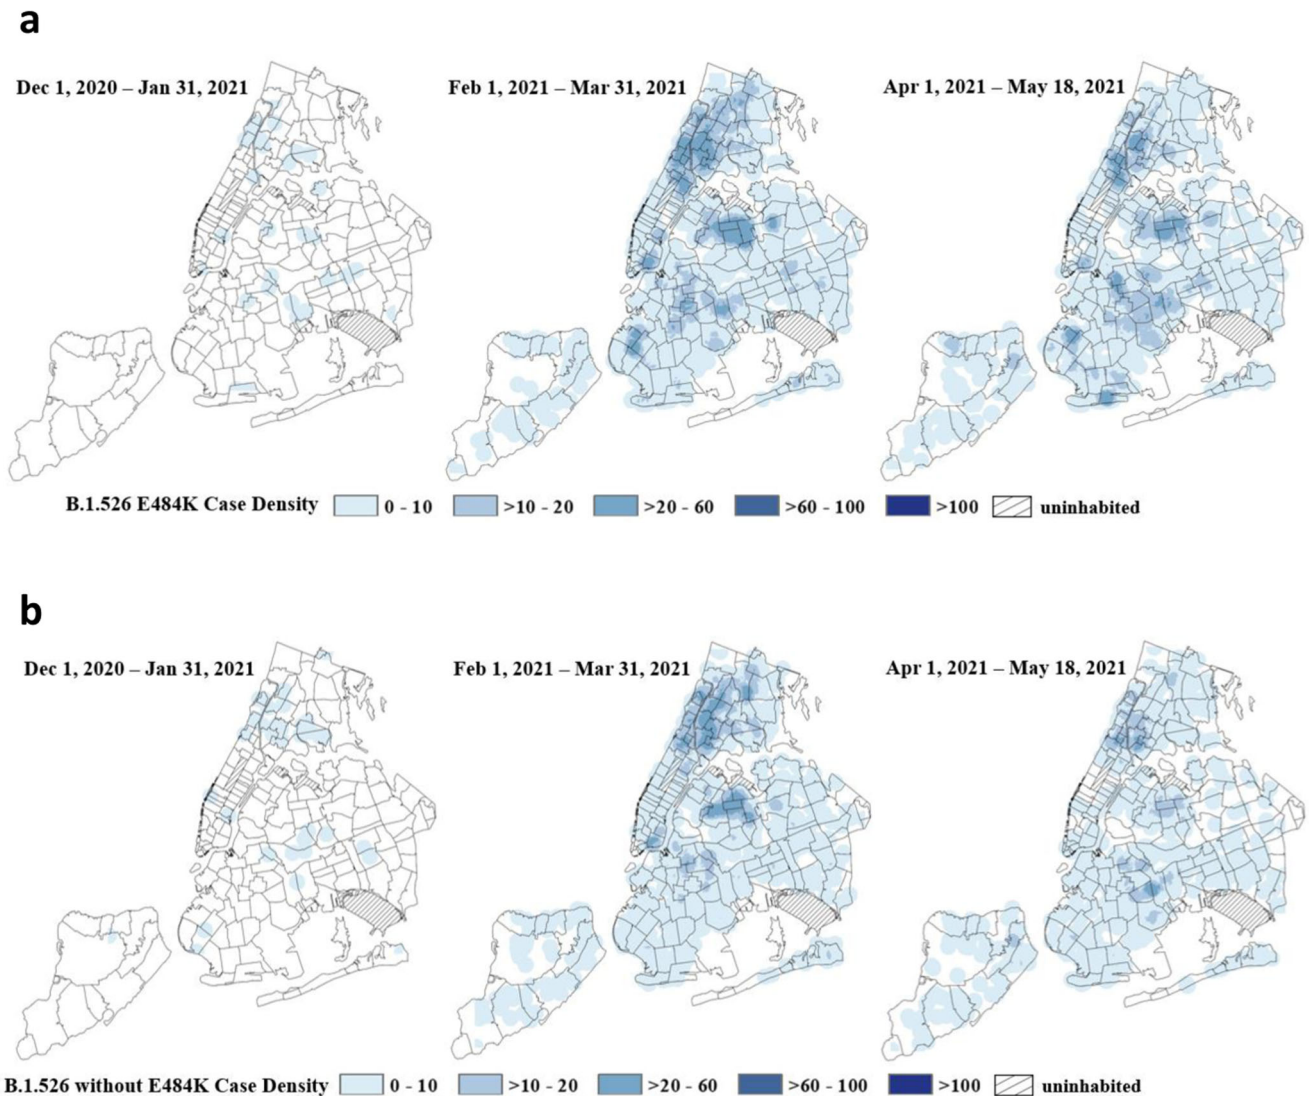 a
Dec 1, 2020 – Jan 31, 2021
Feb 1, 2021 – Mar 31, 2021
Apr 1, 2021 – May 18, 2021
B.1.526 E484K Case Density 0 - 10 >10 - 20 >20 - 60 >60 - 100 >100 uninhabited
b
Dec 1, 2020 – Jan 31, 2021
Feb 1, 2021 – Mar 31, 2021
Apr 1, 2021 – May 18, 2021
B.1.526 without E484K Case Density 0 - 10 >10 - 20 >20 - 60 >60 - 100 >100 uninhabited